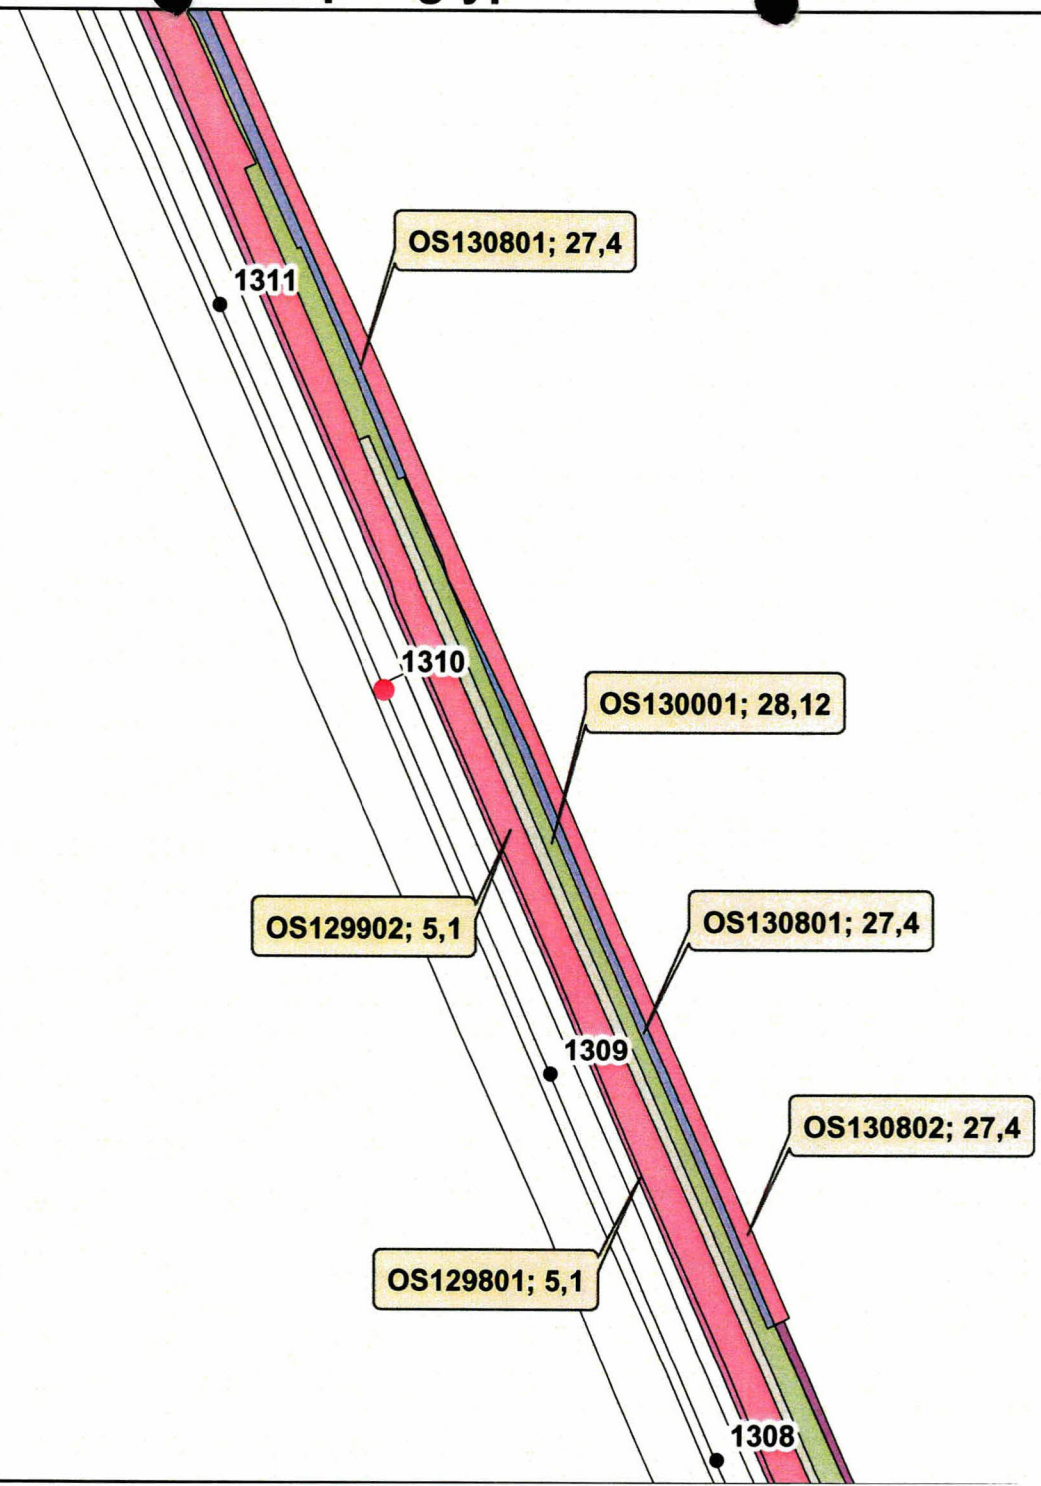 OS130801; 27,4
1311
1310
OS130001; 28,12
OS129902; 5,1
OS130801; 27,4
1309
OS130802; 27,4
OS129801; 5,1
1308